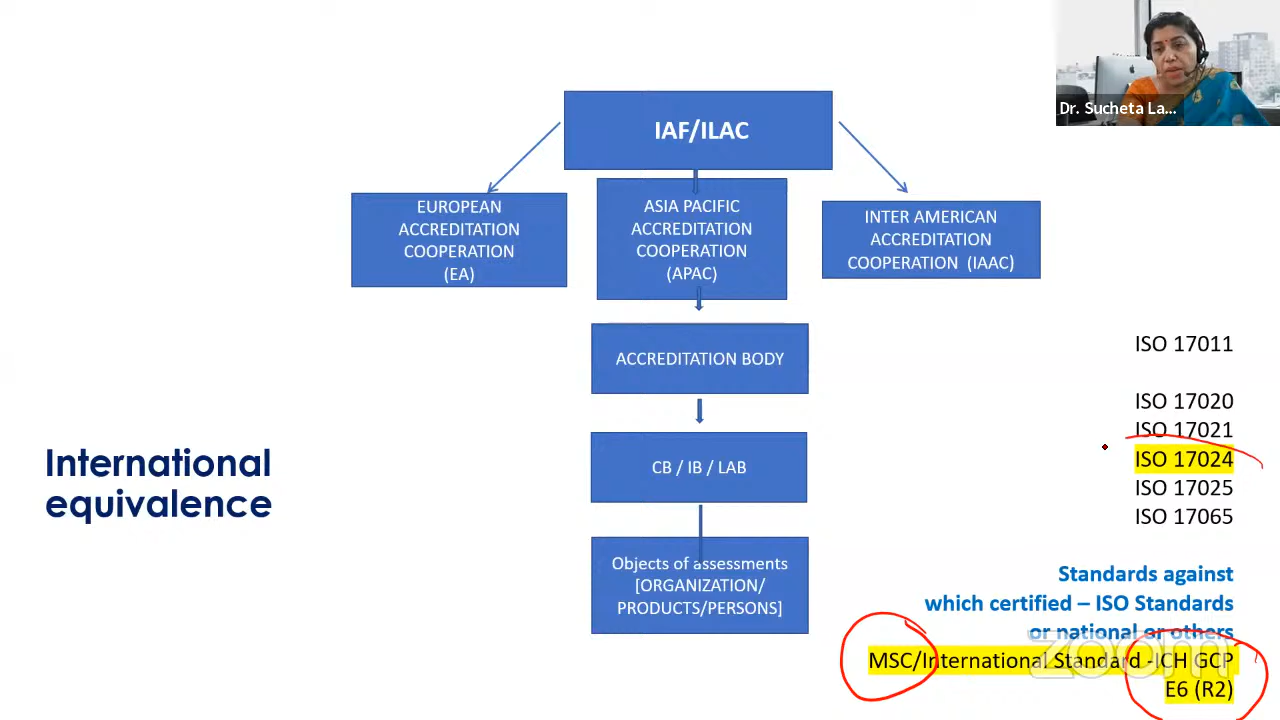 Dr. Sucheta La...
IAF/ILAC
EUROPEAN
ACCREDITATION
COOPERATION
(EA)
ASIA PACIFIC
ACCREDITATION
COOPERATION
(APAC)
INTER AMERICAN
ACCREDITATION
COOPERATION (IAAC)
ACCREDITATION BODY
CB / IB / LAB
Objects of assessments
[ORGANIZATION/
PRODUCTS/PERSONS]
International
equivalence
ISO 17011
ISO 17020
ISO 17021
ISO 17024
ISO 17025
ISO 17065
Standards against
which certified – ISO Standards
or national or others
MSC/International Standard -ICH GCP
E6 (R2)
zoom